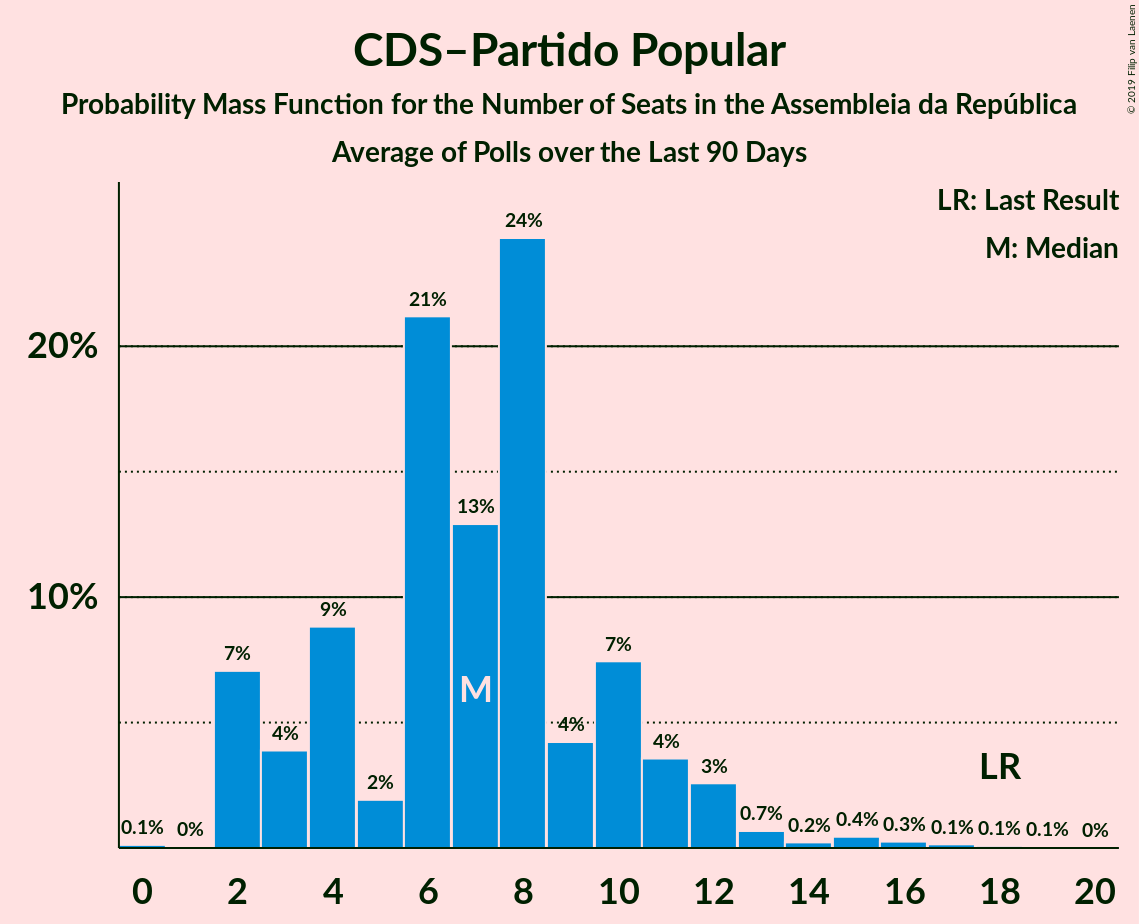 CDS–Partido Popular
Probability Mass Function for the Number of Seats in the Assembleia da República
Average of Polls over the Last 90 Days
© 2019 Filip van Laenen
LR: Last Result
M: Median
20%
10%
0.1%
0%
7%
4%
9%
2%
21%
13%
24%
4%
7%
4%
3%
0.7%
0.2%
0.4%
0.3%
0.1%
0.1%
0.1%
0%
M
LR
0 2 4 6 8 10 12 14 16 18 20